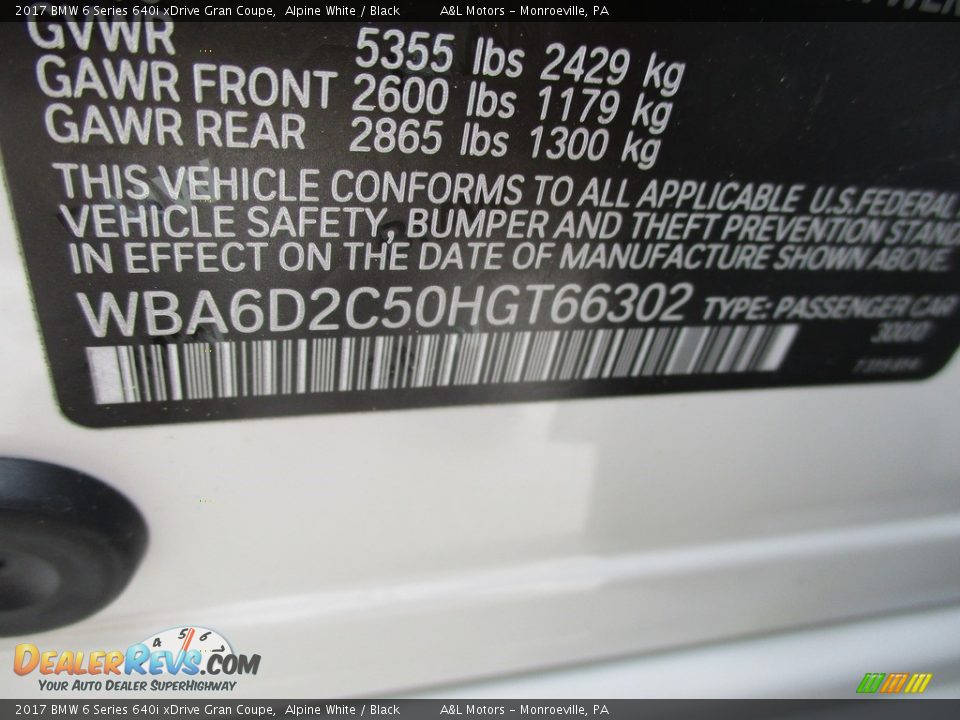 2017 BMW 6 Series 640i xDrive Gran Coupe, Alpine White / Black A&L Motors - Monroeville, PA
GVWR 5355 lbs 2429 kg
GAWR FRONT 2600 lbs 1179 kg
GAWR REAR 2865 lbs 1300 kg
THIS VEHICLE CONFORMS TO ALL APPLICABLE U.S.FEDERAL
VEHICLE SAFETY, BUMPER AND THEFT PREVENTION STAND
IN EFFECT ON THE DATE OF MANUFACTURE SHOWN ABOVE.
WBA6D2C50HGT66302 TYPE: PASSENGER CAR
300/0
4 5 6
DEALERREVS.COM
YOUR AUTO DEALER SUPERHIGHWAY
2017 BMW 6 Series 640i xDrive Gran Coupe, Alpine White / Black A&L Motors - Monroeville, PA